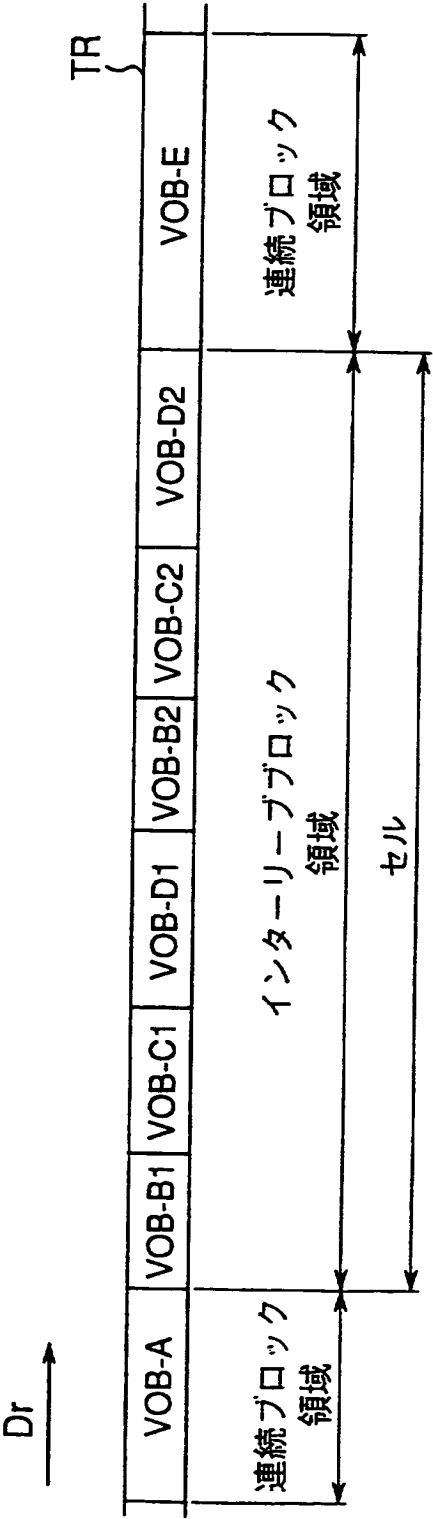 Dr
TR
VOB-A
VOB-B1
VOB-C1
VOB-D1
VOB-B2
VOB-C2
VOB-D2
VOB-E
連続ブロック
領域
インターリーブブロック
領域
連続ブロック
領域
セル